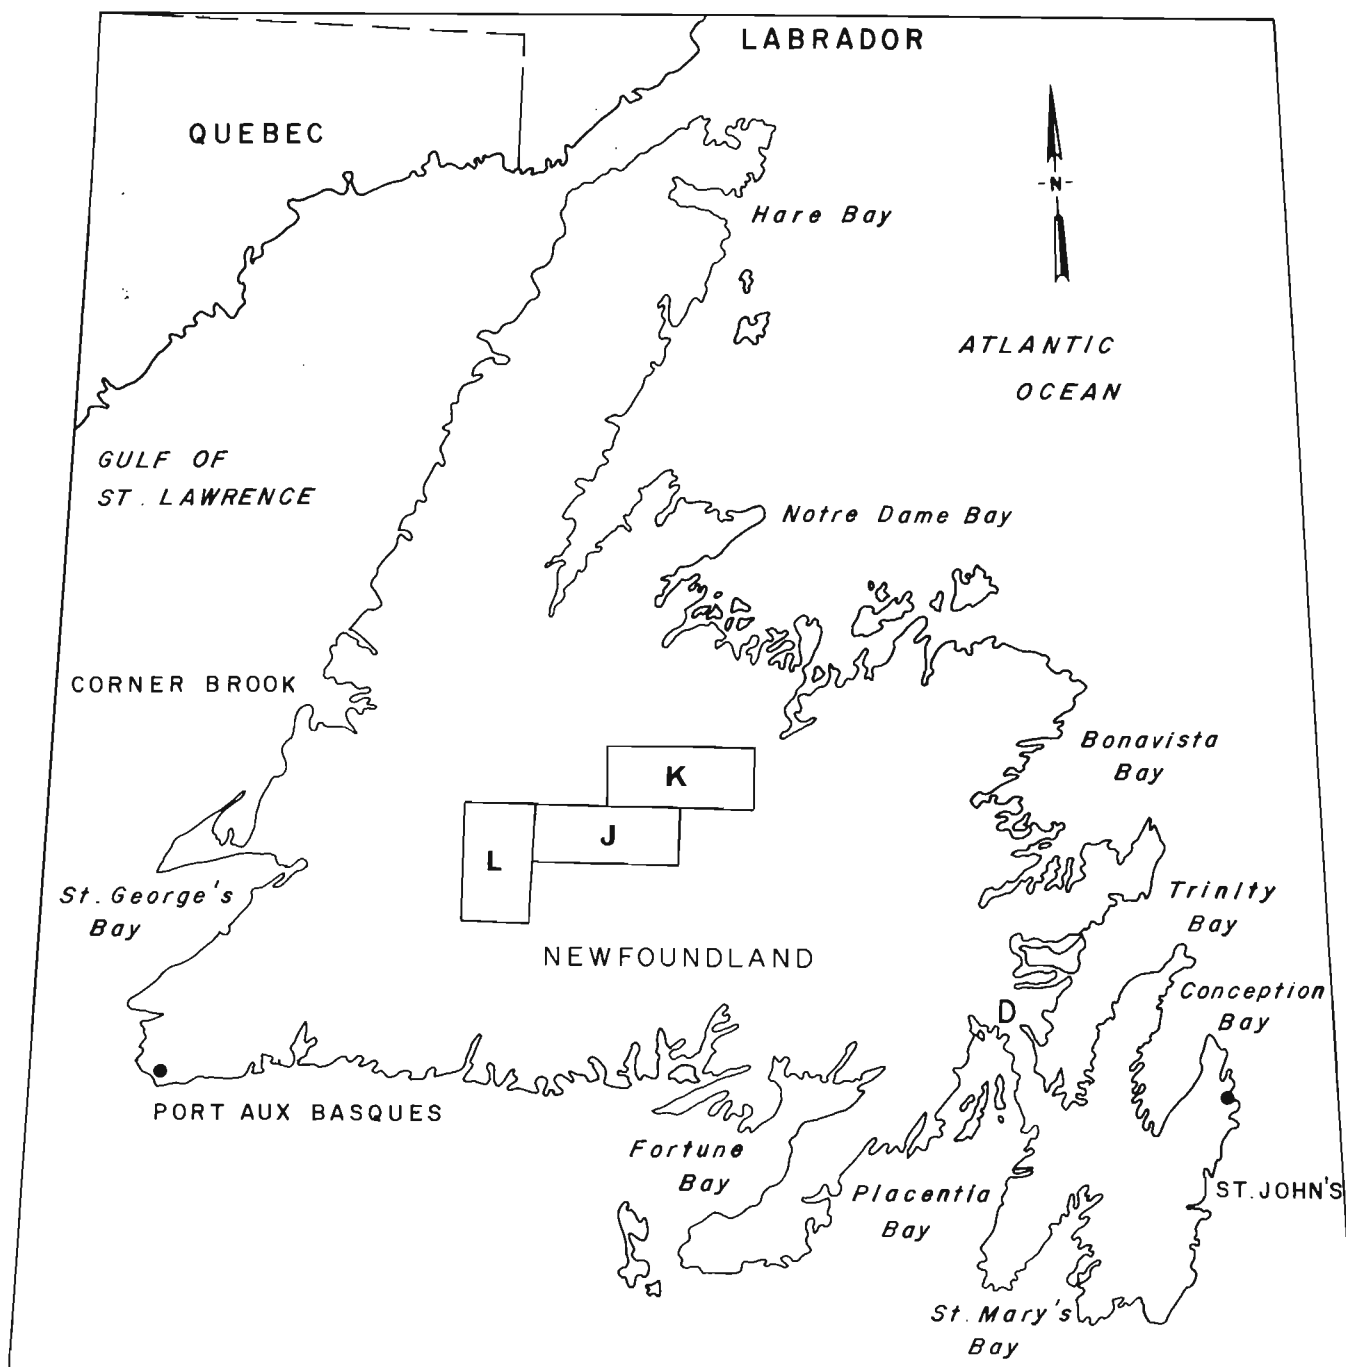 LABRADOR
QUEBEC
-N-
Hare Bay
ATLANTIC
OCEAN
GULF OF
ST. LAWRENCE
Notre Dame Bay
CORNER BROOK
Bonavista
Bay
K
J
L
St. George's
Bay
Trinity
Bay
NEWFOUNDLAND
Conception
Bay
D
PORT AUX BASQUES
Fortune
Bay
Placentia
Bay
ST. JOHN'S
St. Mary's
Bay